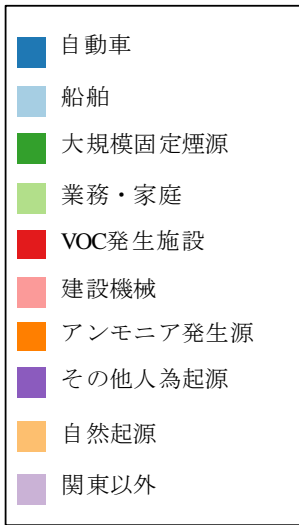 自動車
船舶
大規模固定煙源
業務・家庭
VOC発生施設
建設機械
アンモニア発生源
その他人為起源
自然起源
関東以外